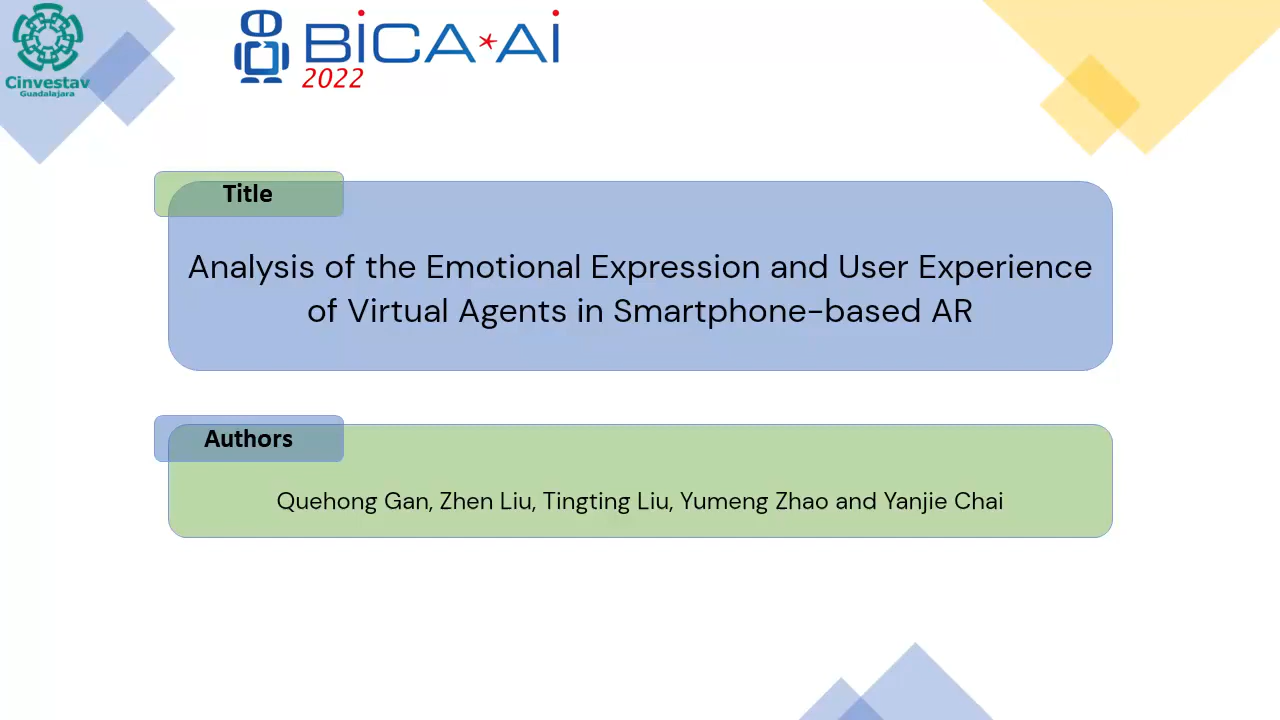 Cinvestav
Guadalajara
BiCA*Ai
2022
Title
Analysis of the Emotional Expression and User Experience
of Virtual Agents in Smartphone-based AR
Authors
Quehong Gan, Zhen Liu, Tingting Liu, Yumeng Zhao and Yanjie Chai